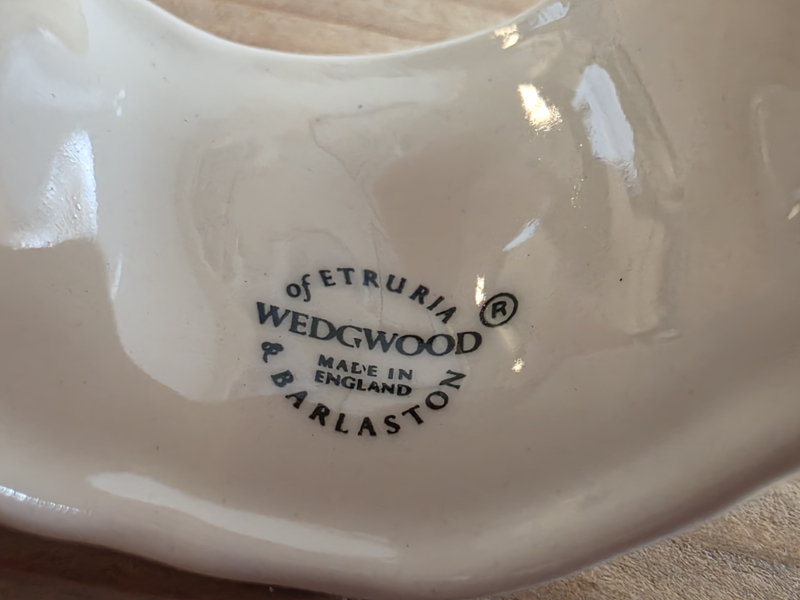 of ETRURIA
WEDGWOOD ®
MADE IN
ENGLAND
& BARLASTON